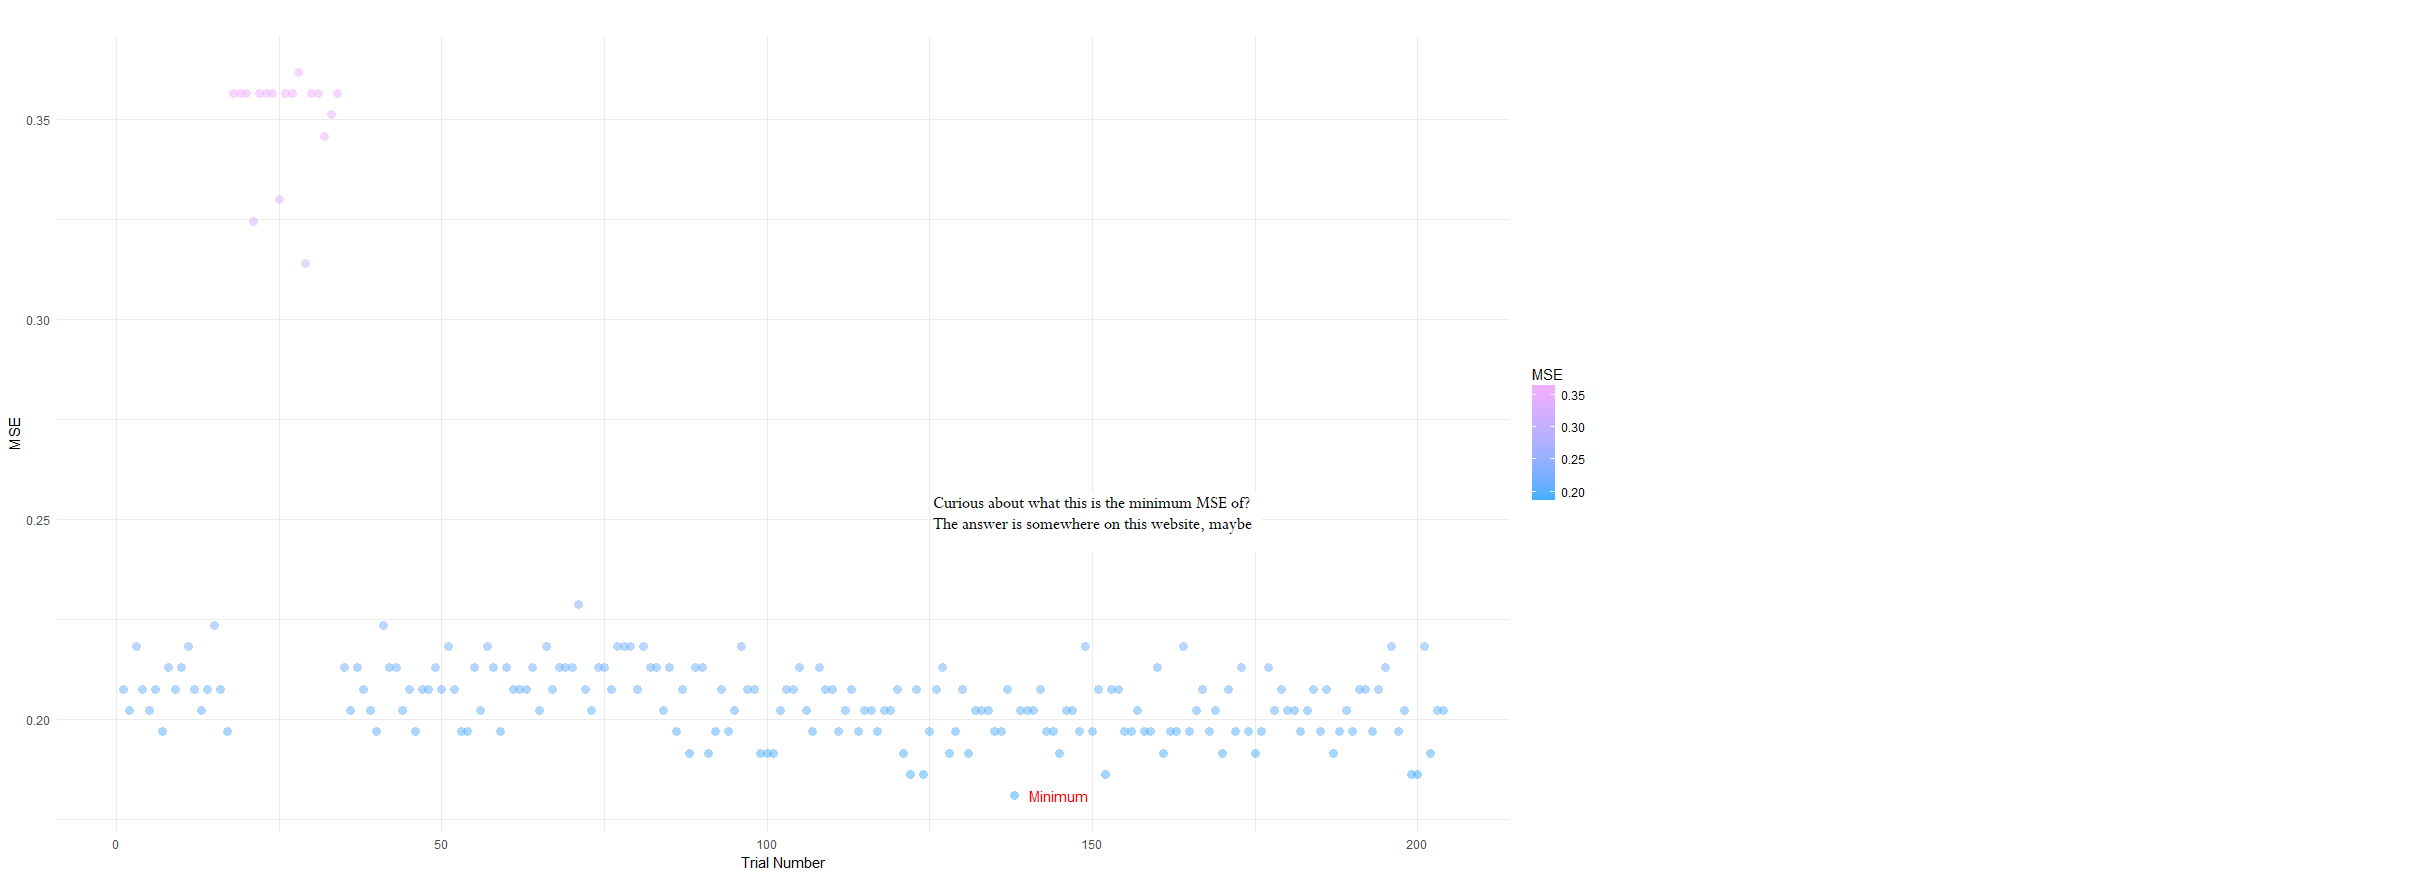 0.35
0.30
0.25
0.20
MSE
0
50
100
150
200
Trial Number
Curious about what this is the minimum MSE of?
The answer is somewhere on this website, maybe
Minimum
MSE
0.35
0.30
0.25
0.20